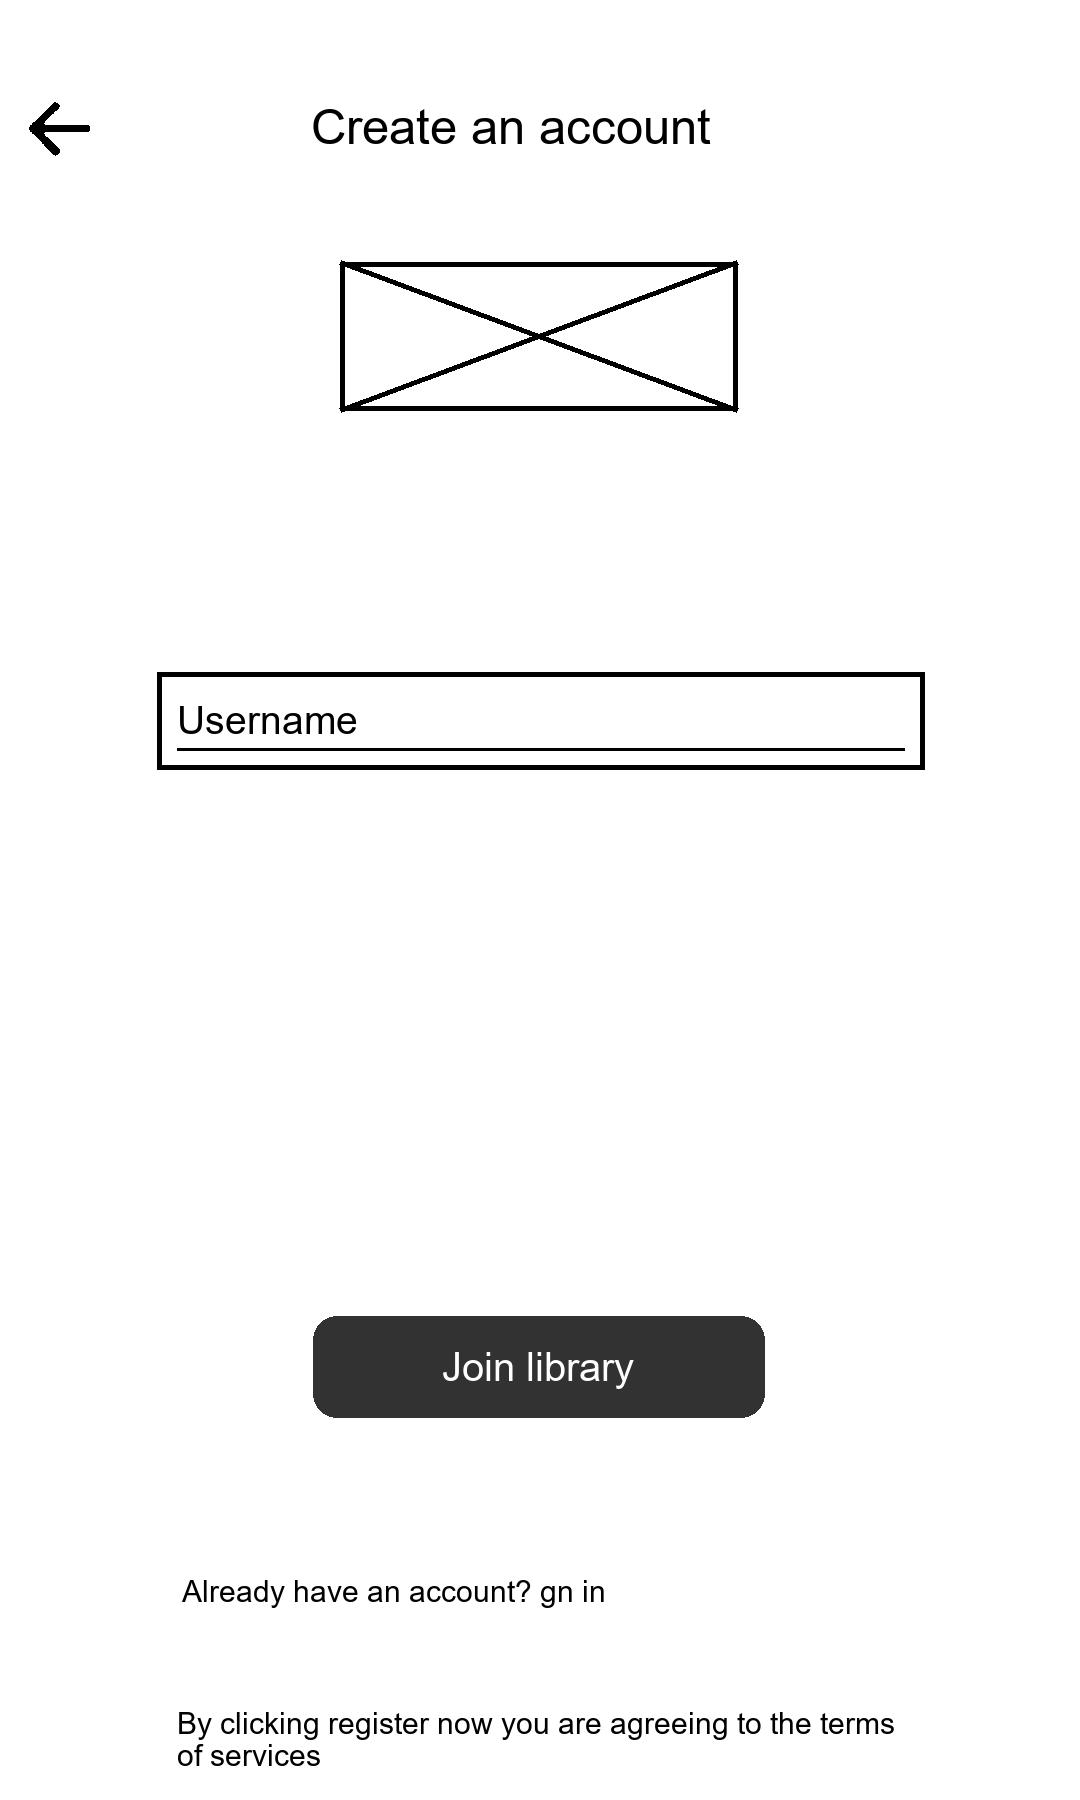 Create an account
Username
Join library
Already have an account? gn in
By clicking register now you are agreeing to the terms
of services